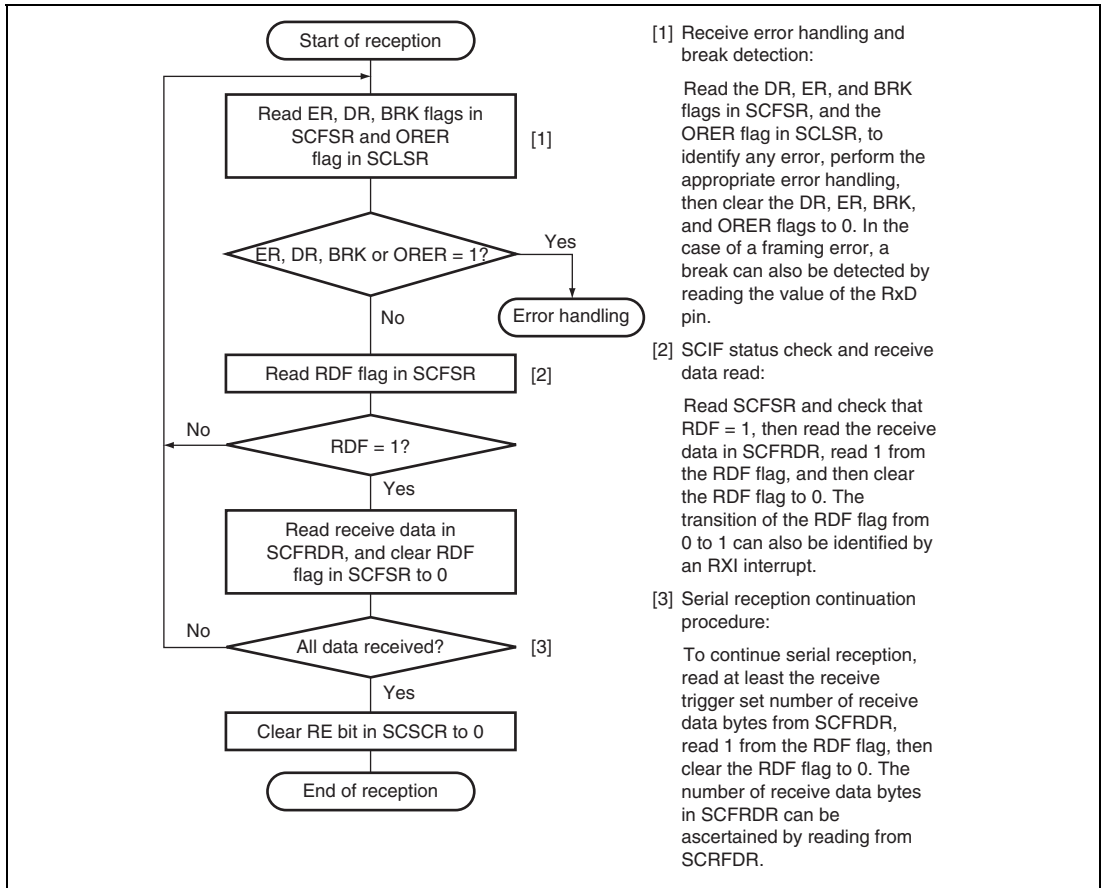 Start of reception
Read ER, DR, BRK flags in
SCFSR and ORER
flag in SCLSR
[1]
ER, DR, BRK or ORER = 1?
Yes
Error handling
No
Read RDF flag in SCFSR
[2]
No
RDF = 1?
Yes
Read receive data in
SCFRDR, and clear RDF
flag in SCFSR to 0
No
All data received?
[3]
Yes
Clear RE bit in SCSCR to 0
End of reception
[1] Receive error handling and
break detection:
Read the DR, ER, and BRK
flags in SCFSR, and the
ORER flag in SCLSR, to
identify any error, perform the
appropriate error handling,
then clear the DR, ER, BRK,
and ORER flags to 0. In the
case of a framing error, a
break can also be detected by
reading the value of the RxD
pin.
[2] SCIF status check and receive
data read:
Read SCFSR and check that
RDF = 1, then read the receive
data in SCFRDR, read 1 from
the RDF flag, and then clear
the RDF flag to 0. The
transition of the RDF flag from
0 to 1 can also be identified by
an RXI interrupt.
[3] Serial reception continuation
procedure:
To continue serial reception,
read at least the receive
trigger set number of receive
data bytes from SCFRDR,
read 1 from the RDF flag, then
clear the RDF flag to 0. The
number of receive data bytes
in SCFRDR can be
ascertained by reading from
SCRFDR.